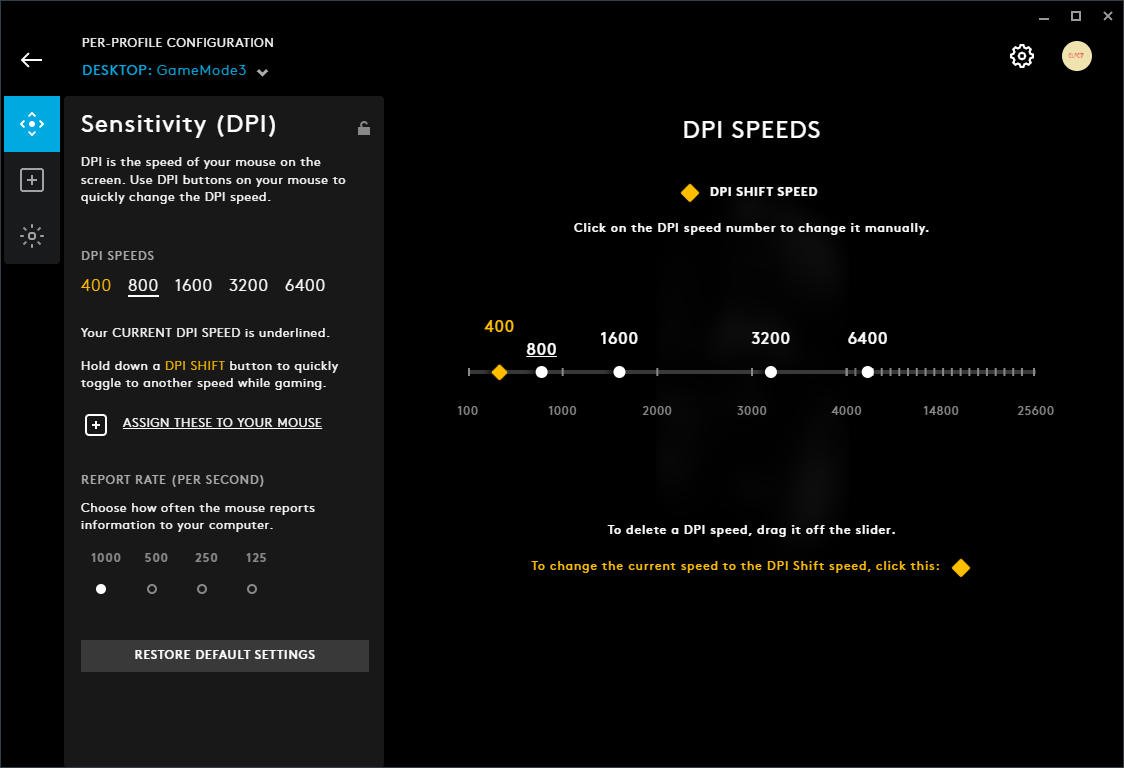 PER-PROFILE CONFIGURATION
DESKTOP: GameMode3
Sensitivity (DPI)
DPI is the speed of your mouse on the
screen. Use DPI buttons on your mouse to
quickly change the DPI speed.
DPI SPEEDS
400 800 1600 3200 6400
Your CURRENT DPI SPEED is underlined.
Hold down a DPI SHIFT button to quickly
toggle to another speed while gaming.
ASSIGN THESE TO YOUR MOUSE
REPORT RATE (PER SECOND)
Choose how often the mouse reports
information to your computer.
1000 500 250 125
RESTORE DEFAULT SETTINGS
DPI SPEEDS
DPI SHIFT SPEED
Click on the DPI speed number to change it manually.
400 800 1600 3200 6400
100 1000 2000 3000 4000 14800 25600
To delete a DPI speed, drag it off the slider.
To change the current speed to the DPI Shift speed, click this: